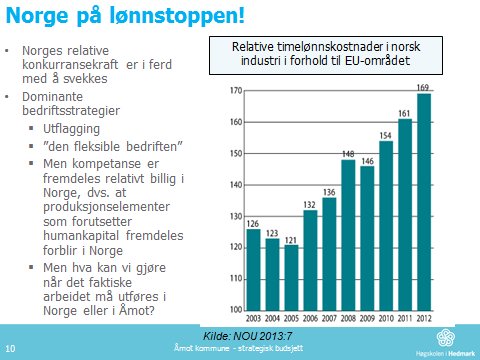 Norge på lønnstoppen!
• Norges relative
konkurransekraft er i ferd
med å svekkes
• Dominante
bedriftsstrategier
▪ Utflagging
▪ ”den fleksible bedriften”
▪ Men kompetanse er
fremdeles relativt billig i
Norge, dvs. at
produksjonselementer
som forutsetter
humankapital fremdeles
forblir i Norge
▪ Men hva kan vi gjøre
når det faktiske
arbeidet må utføres i
Norge eller i Åmot?
Relative timelønnskostnader i norsk
industri i forhold til EU-området
170
160
150
140
130
120
110
100
126
123
121
132
136
148
146
154
161
169
2003 2004 2005 2006 2007 2008 2009 2010 2011 2012
Kilde: NOU 2013:7
10
Åmot kommune - strategisk budsjett
Høgskolen i Hedmark